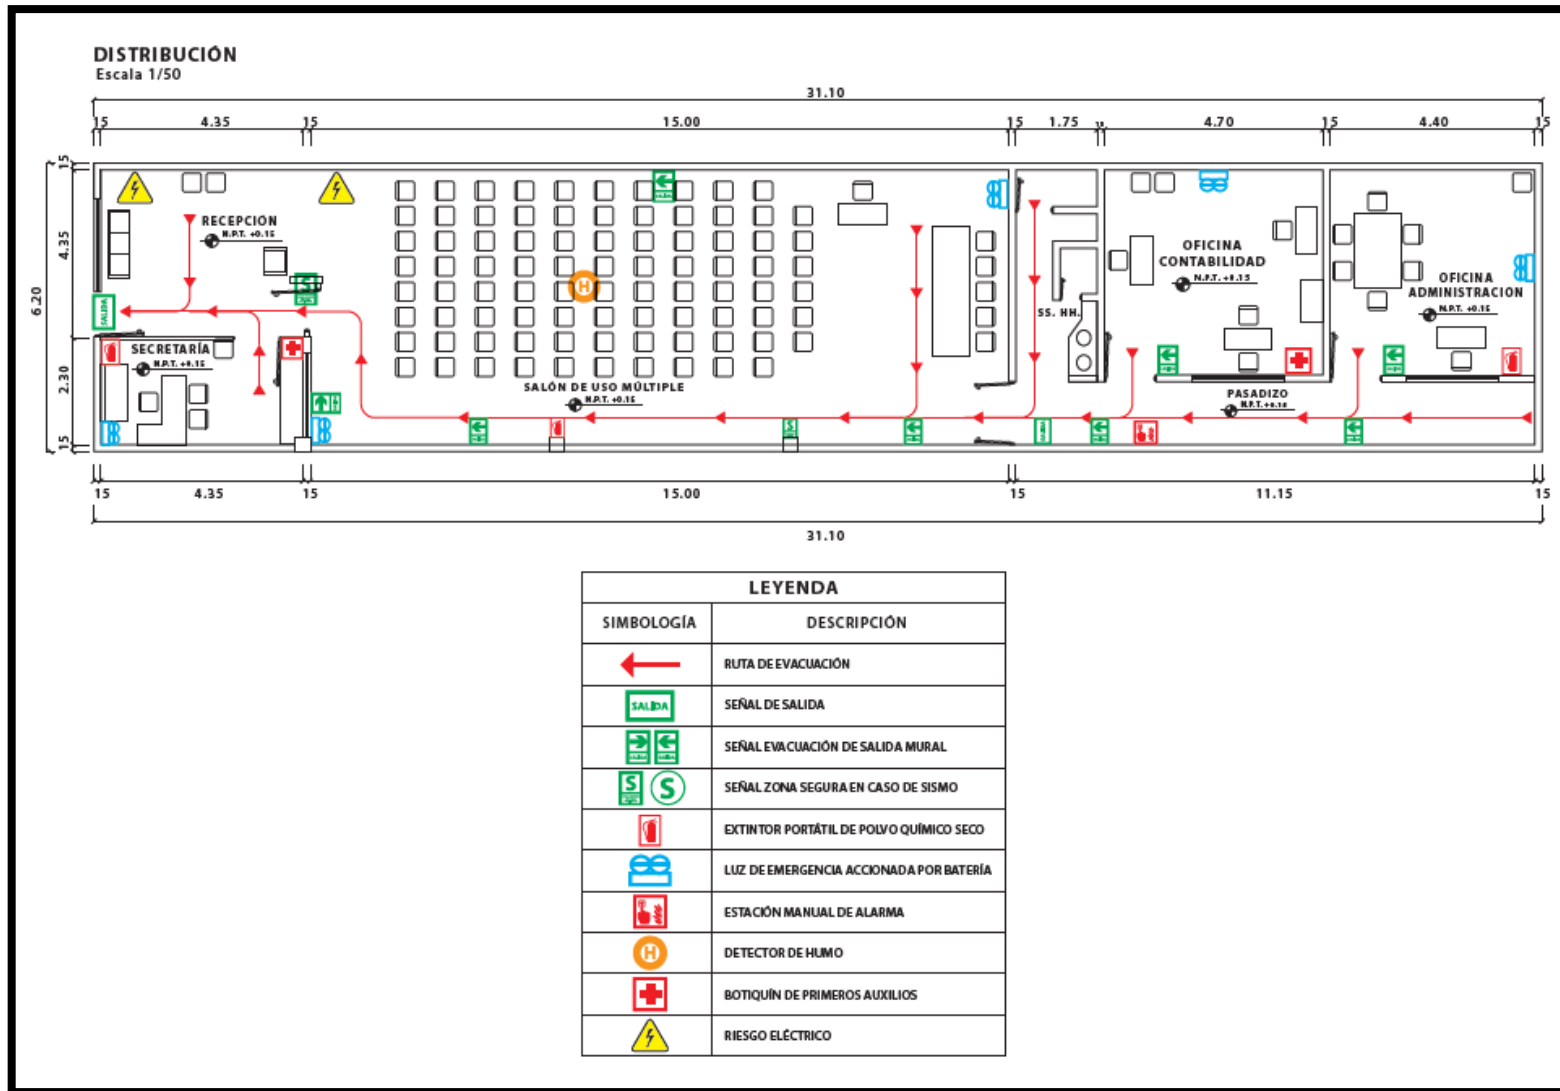 DISTRIBUCIÓN
Escala 1/50
31.10
15 4.35 15 15.00 15 1.75 4.70 15 4.40 15
15
4.35
6.20
2.30
15
RECEPCIÓN
N.P.T. +0.15
SALIDA
S
H
SECRETARÍA
N.P.T. +0.15
SALÓN DE USO MÚLTIPLE
N.P.T. +0.15
SS. HH.
OFICINA
CONTABILIDAD
N.P.T. +0.15
OFICINA
ADMINISTRACION
N.P.T. +0.15
PASADIZO
N.P.T. +0.15
S
15 4.35 15 15.00 15 11.15 15
31.10
LEYENDA
SIMBOLOGÍA DESCRIPCIÓN
RUTA DE EVACUACIÓN
SALIDA SEÑAL DE SALIDA
SEÑAL EVACUACIÓN DE SALIDA MURAL
S S SEÑAL ZONA SEGURA EN CASO DE SISMO
EXTINTOR PORTÁTIL DE POLVO QUÍMICO SECO
LUZ DE EMERGENCIA ACCIONADA POR BATERÍA
ESTACIÓN MANUAL DE ALARMA
H DETECTOR DE HUMO
BOTIQUÍN DE PRIMEROS AUXILIOS
RIESGO ELÉCTRICO